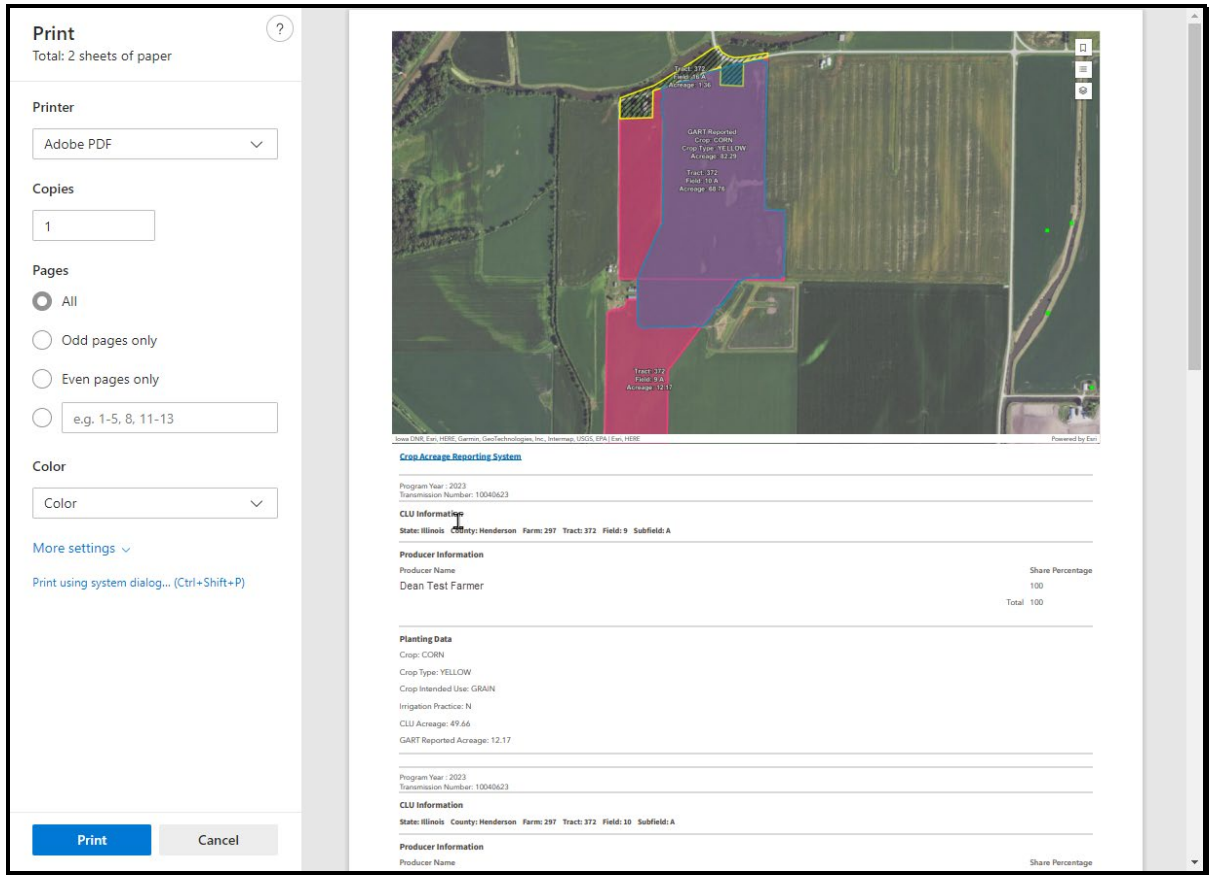 Print
?
Total: 2 sheets of paper
Printer
Adobe PDF
Copies
1
Pages
All
Odd pages only
Even pages only
e.g. 1-5, 8, 11-13
Color
Color
More settings
Print using system dialog... (Ctrl+Shift+P)
Print
Cancel
Tract: 372
Field: 16 A
Acreage: 1.36
GART Reported
Crop: CORN
Crop Type: YELLOW
Acreage: 82.29
Tract: 372
Field: 10 A
Acreage: 68.76
Tract: 372
Field: 9 A
Acreage: 12.17
Iowa DNR, Esri, HERE, Garmin, GeoTechnologies, Inc., Intermap, USGS, EPA | Esri, HERE
Powered by Esri
Crop Acreage Reporting System
Program Year : 2023
Transmission Number: 10040623
CLU Information
State: Illinois County: Henderson Farm: 297 Tract: 372 Field: 9 Subfield: A
Producer Information
Producer Name Share Percentage
Dean Test Farmer 100
Total 100
Planting Data
Crop: CORN
Crop Type: YELLOW
Crop Intended Use: GRAIN
Irrigation Practice: N
CLU Acreage: 49.66
GART Reported Acreage: 12.17
Program Year : 2023
Transmission Number: 10040623
CLU Information
State: Illinois County: Henderson Farm: 297 Tract: 372 Field: 10 Subfield: A
Producer Information
Producer Name Share Percentage